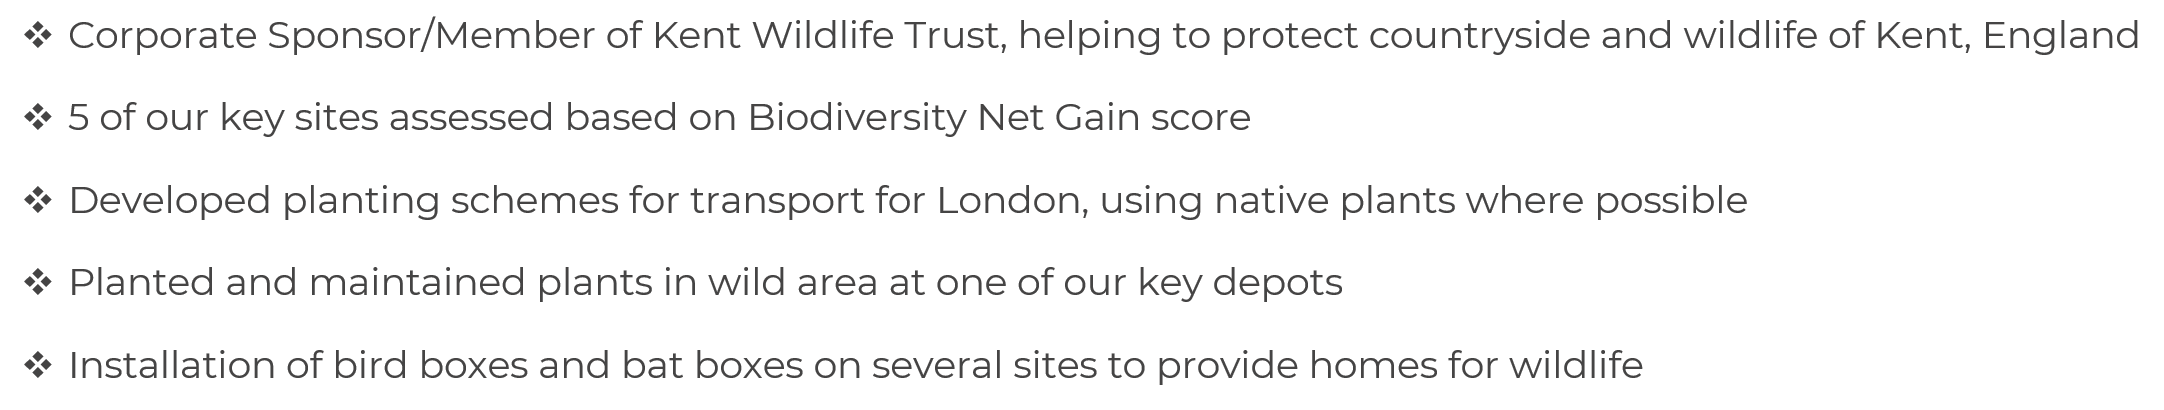 ❖ Corporate Sponsor/Member of Kent Wildlife Trust, helping to protect countryside and wildlife of Kent, England
❖ 5 of our key sites assessed based on Biodiversity Net Gain score
❖ Developed planting schemes for transport for London, using native plants where possible
❖ Planted and maintained plants in wild area at one of our key depots
❖ Installation of bird boxes and bat boxes on several sites to provide homes for wildlife